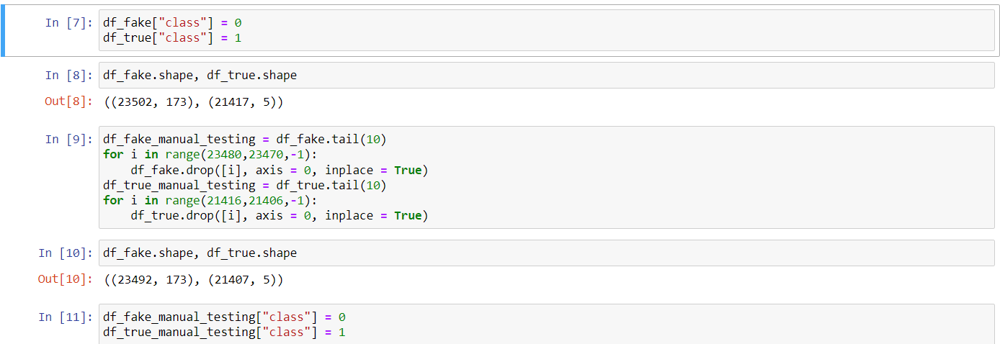 In [7]: df_fake["class"] = 0
df_true["class"] = 1
In [8]: df_fake.shape, df_true.shape
Out[8]: ((23502, 173), (21417, 5))
In [9]: df_fake_manual_testing = df_fake.tail(10)
for i in range(23480,23470,-1):
    df_fake.drop([i], axis = 0, inplace = True)
df_true_manual_testing = df_true.tail(10)
for i in range(21416,21406,-1):
    df_true.drop([i], axis = 0, inplace = True)
In [10]: df_fake.shape, df_true.shape
Out[10]: ((23492, 173), (21407, 5))
In [11]: df_fake_manual_testing["class"] = 0
df_true_manual_testing["class"] = 1